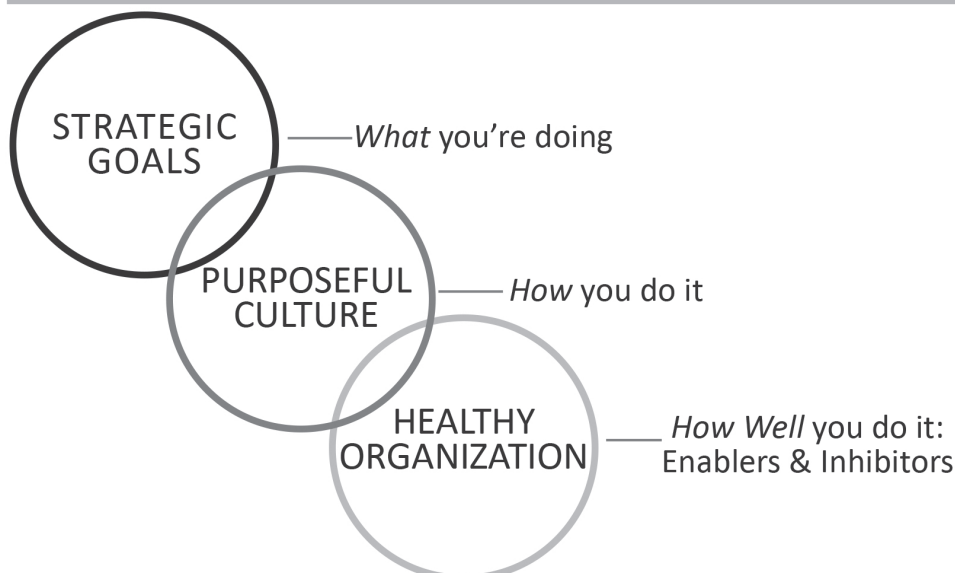 STRATEGIC
GOALS
What you’re doing
PURPOSEFUL
CULTURE
How you do it
HEALTHY
ORGANIZATION
How Well you do it:
Enablers & Inhibitors